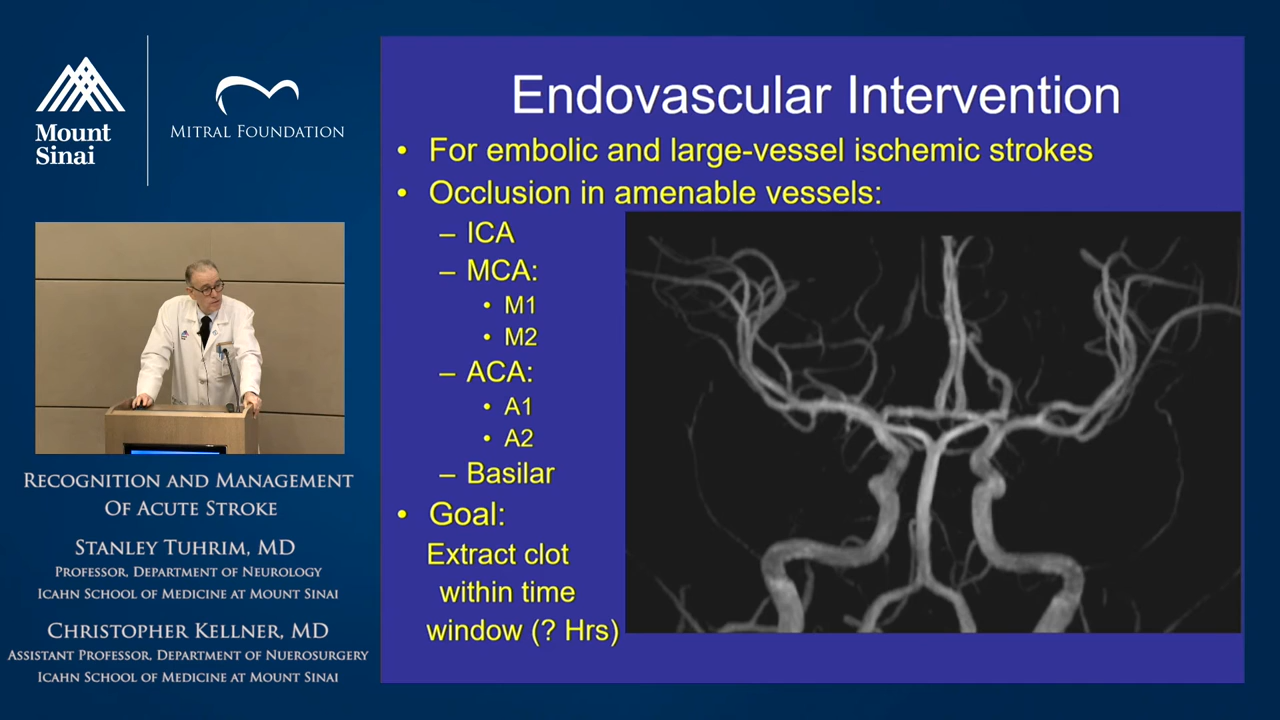 Mount
Sinai
MITRAL FOUNDATION
RECOGNITION AND MANAGEMENT
OF ACUTE STROKE
STANLEY TUHRIM, MD
PROFESSOR, DEPARTMENT OF NEUROLOGY
ICAHN SCHOOL OF MEDICINE AT MOUNT SINAI
CHRISTOPHER KELLNER, MD
ASSISTANT PROFESSOR, DEPARTMENT OF NUEROSURGERY
ICAHN SCHOOL OF MEDICINE AT MOUNT SINAI
Endovascular Intervention
• For embolic and large-vessel ischemic strokes
• Occlusion in amenable vessels:
– ICA
– MCA:
• M1
• M2
– ACA:
• A1
• A2
– Basilar
• Goal:
Extract clot
within time
window (? Hrs)